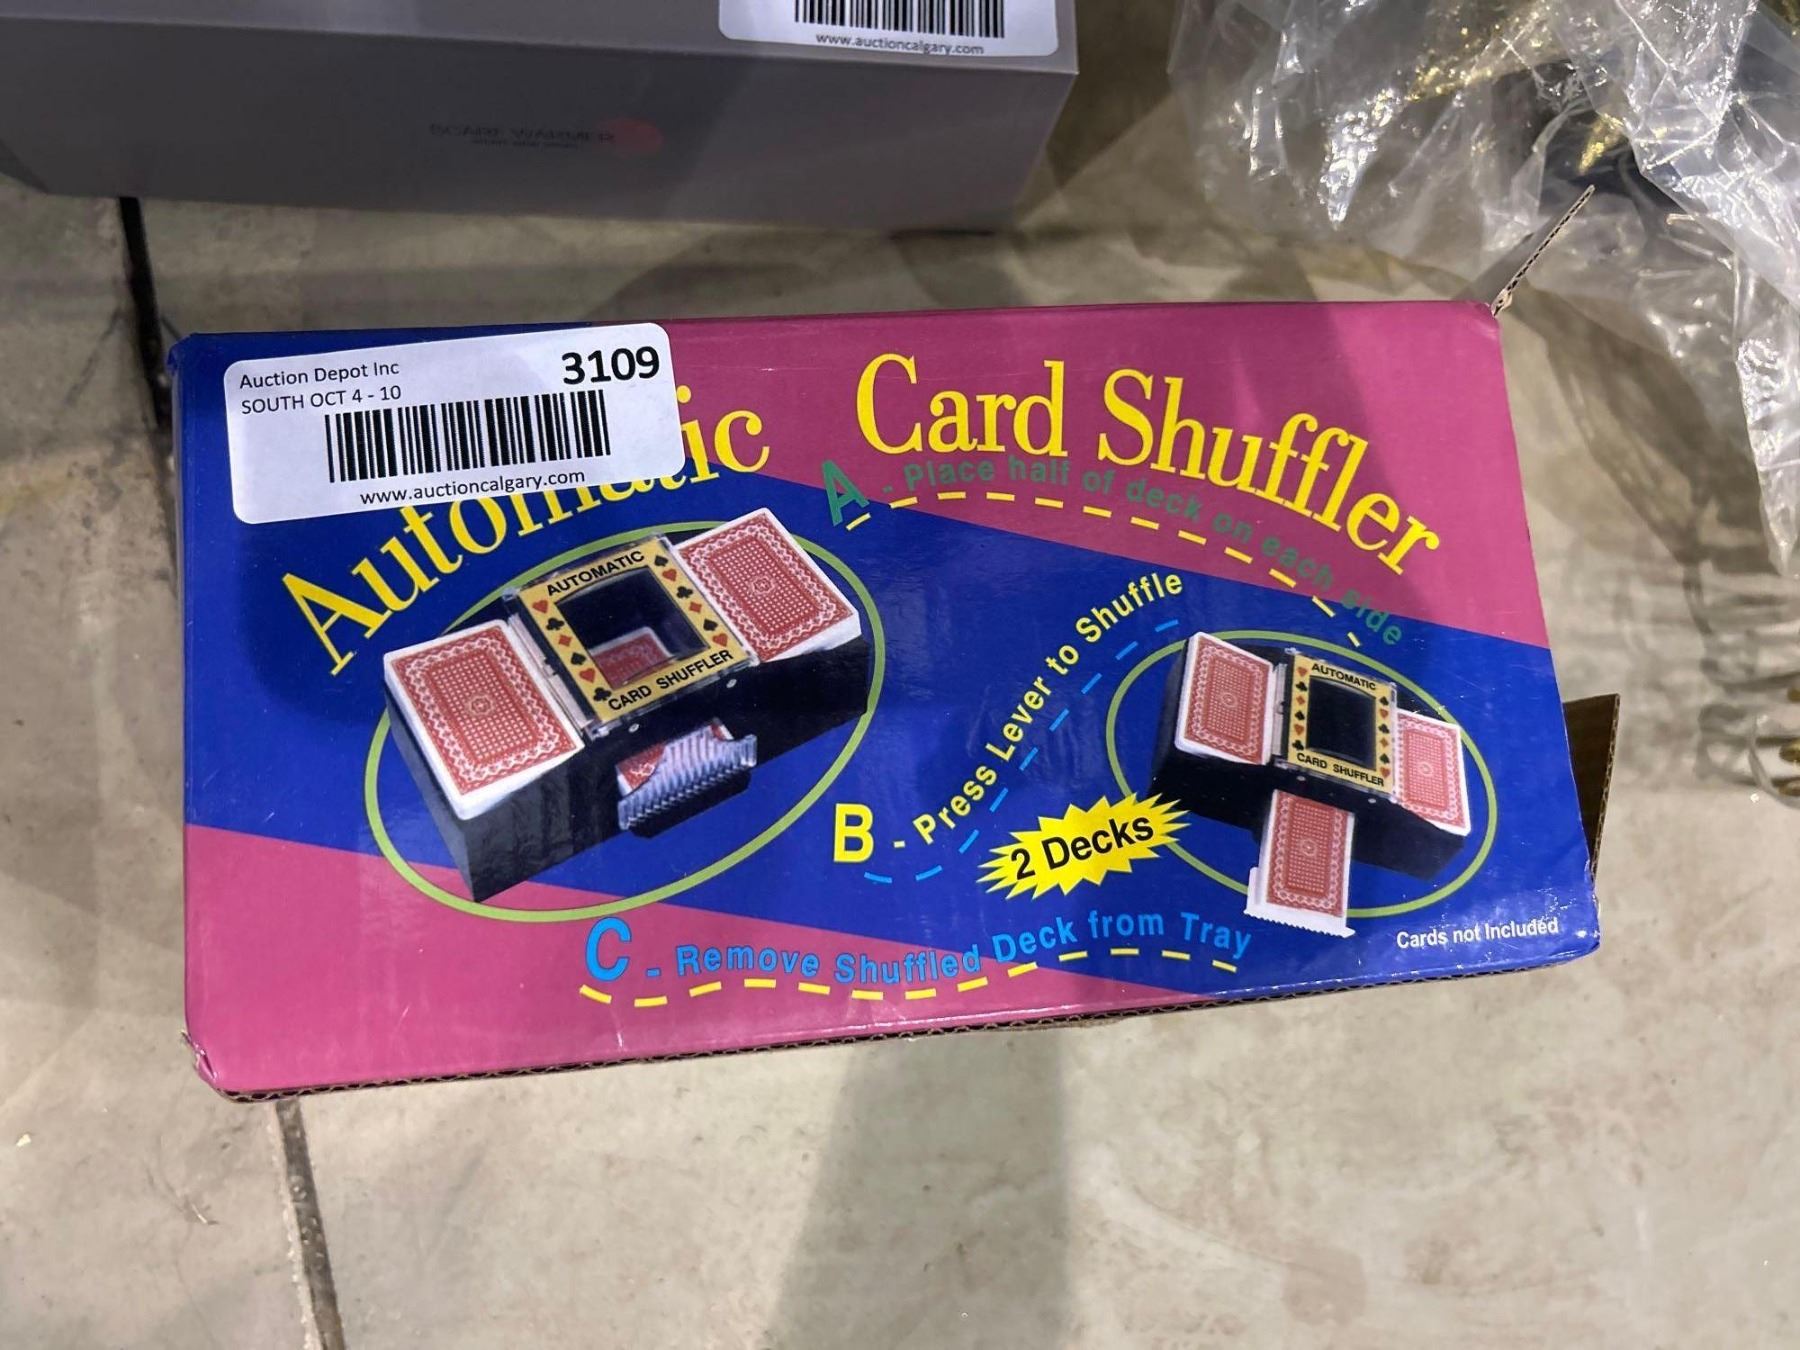 www.auctioncalgary.com
Auction Depot Inc
3109
SOUTH OCT 4 - 10
www.auctioncalgary.com
Automatic Card Shuffler
A - Place half of deck on each side
AUTOMATIC
CARD SHUFFLER
B - Press Lever to Shuffle
AUTOMATIC
CARD SHUFFLER
2 Decks
C - Remove Shuffled Deck from Tray
Cards not Included